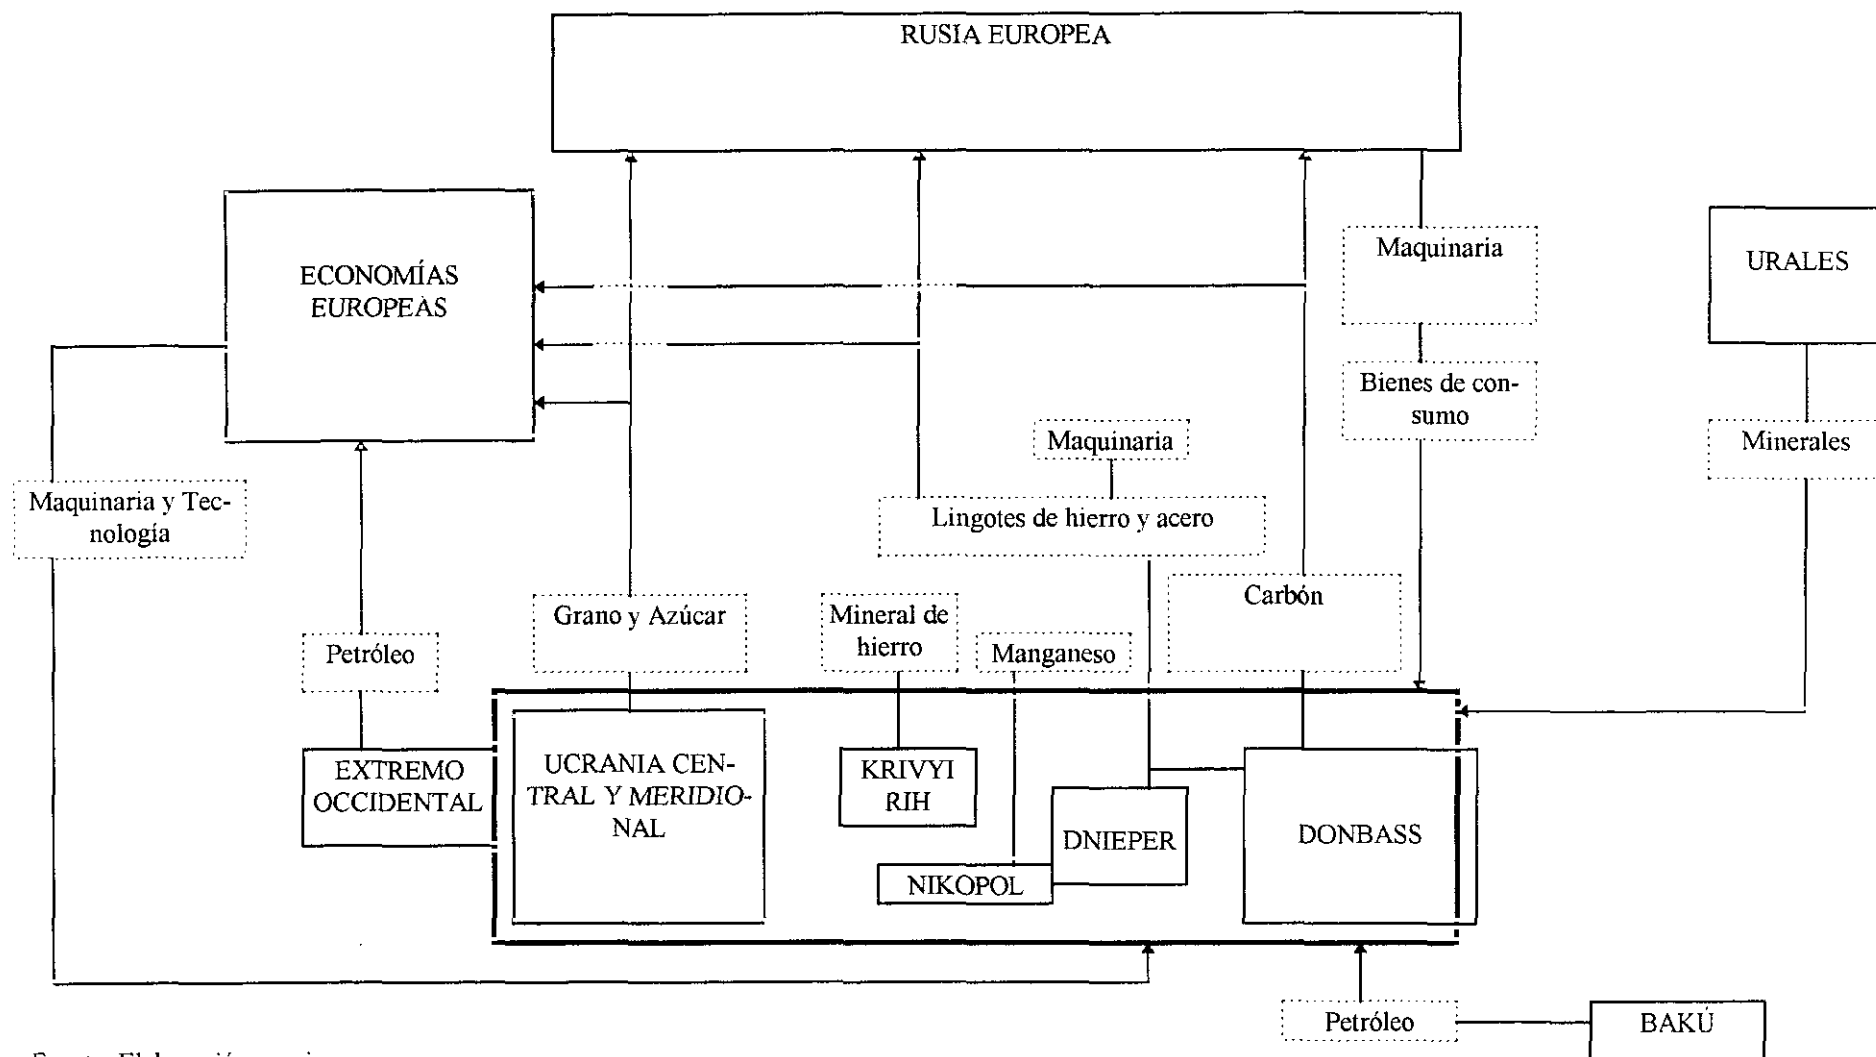 RUSIA EUROPEA
ECONOMÍAS
EUROPEAS
Maquinaria
URALES
Bienes de con-
sumo
Minerales
Maquinaria
Maquinaria y Tec-
nología
Lingotes de hierro y acero
Carbón
Grano y Azúcar
Mineral de
hierro
Petróleo
Manganeso
EXTREMO
OCCIDENTAL
UCRANIA CEN-
TRAL Y MERIDIO-
NAL
KRIVYI
RIH
DNIEPER
DONBASS
NIKOPOL
Petróleo
BAKÚ